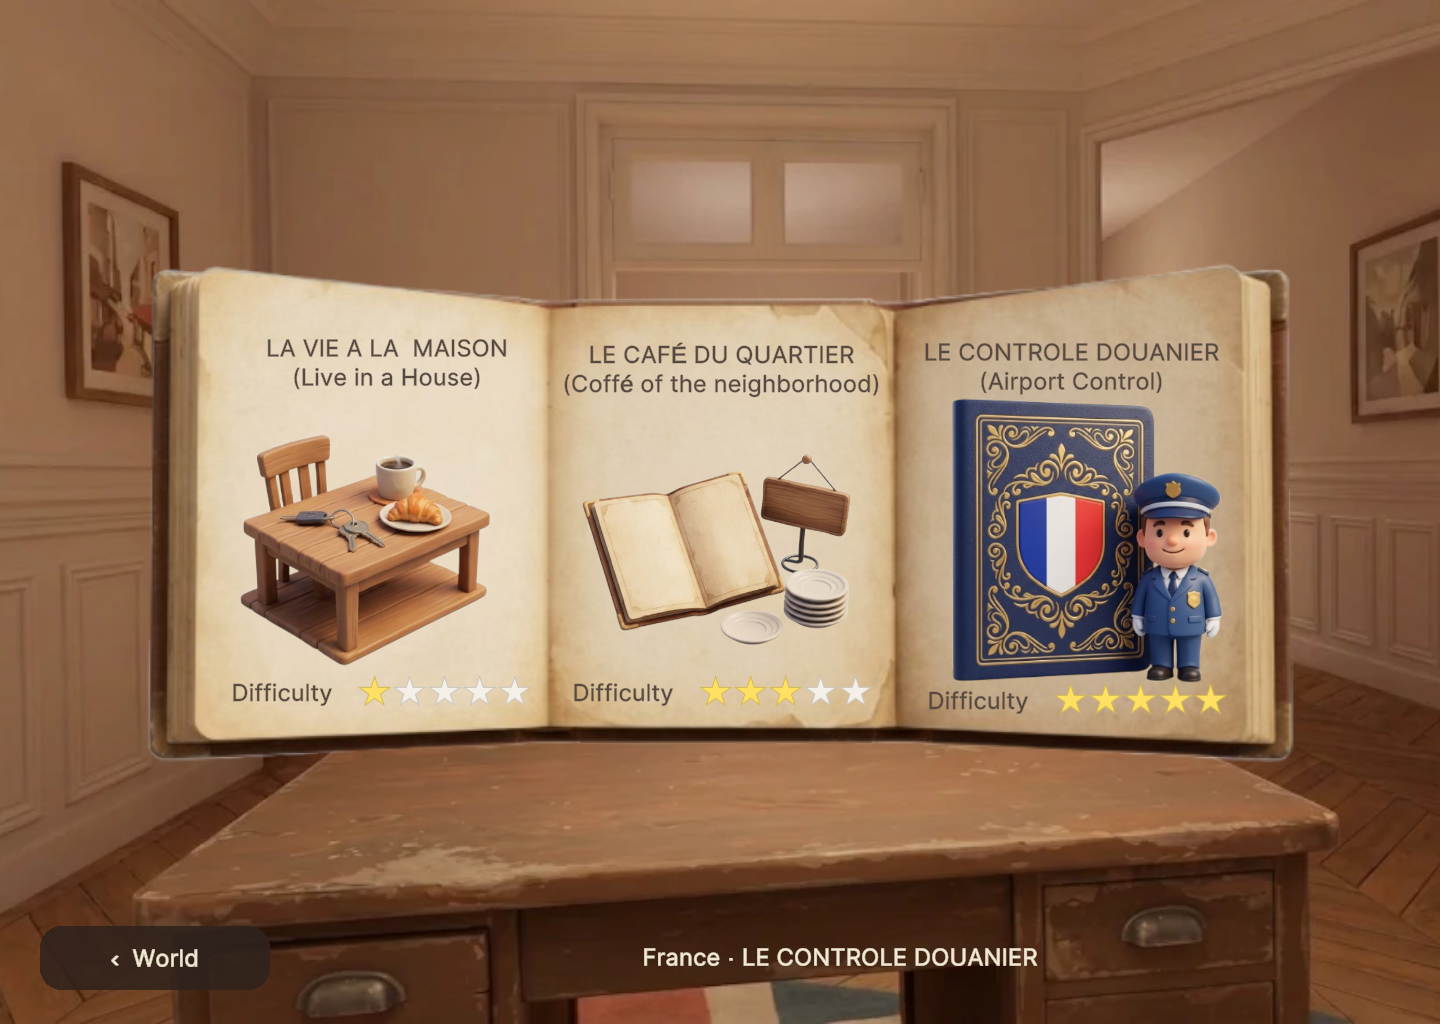 LA VIE A LA  MAISON
(Live in a House)
Difficulty
LE CAFÉ DU QUARTIER
(Coffé of the neighborhood)
Difficulty
LE CONTROLE DOUANIER
(Airport Control)
Difficulty
‹ World
France · LE CONTROLE DOUANIER